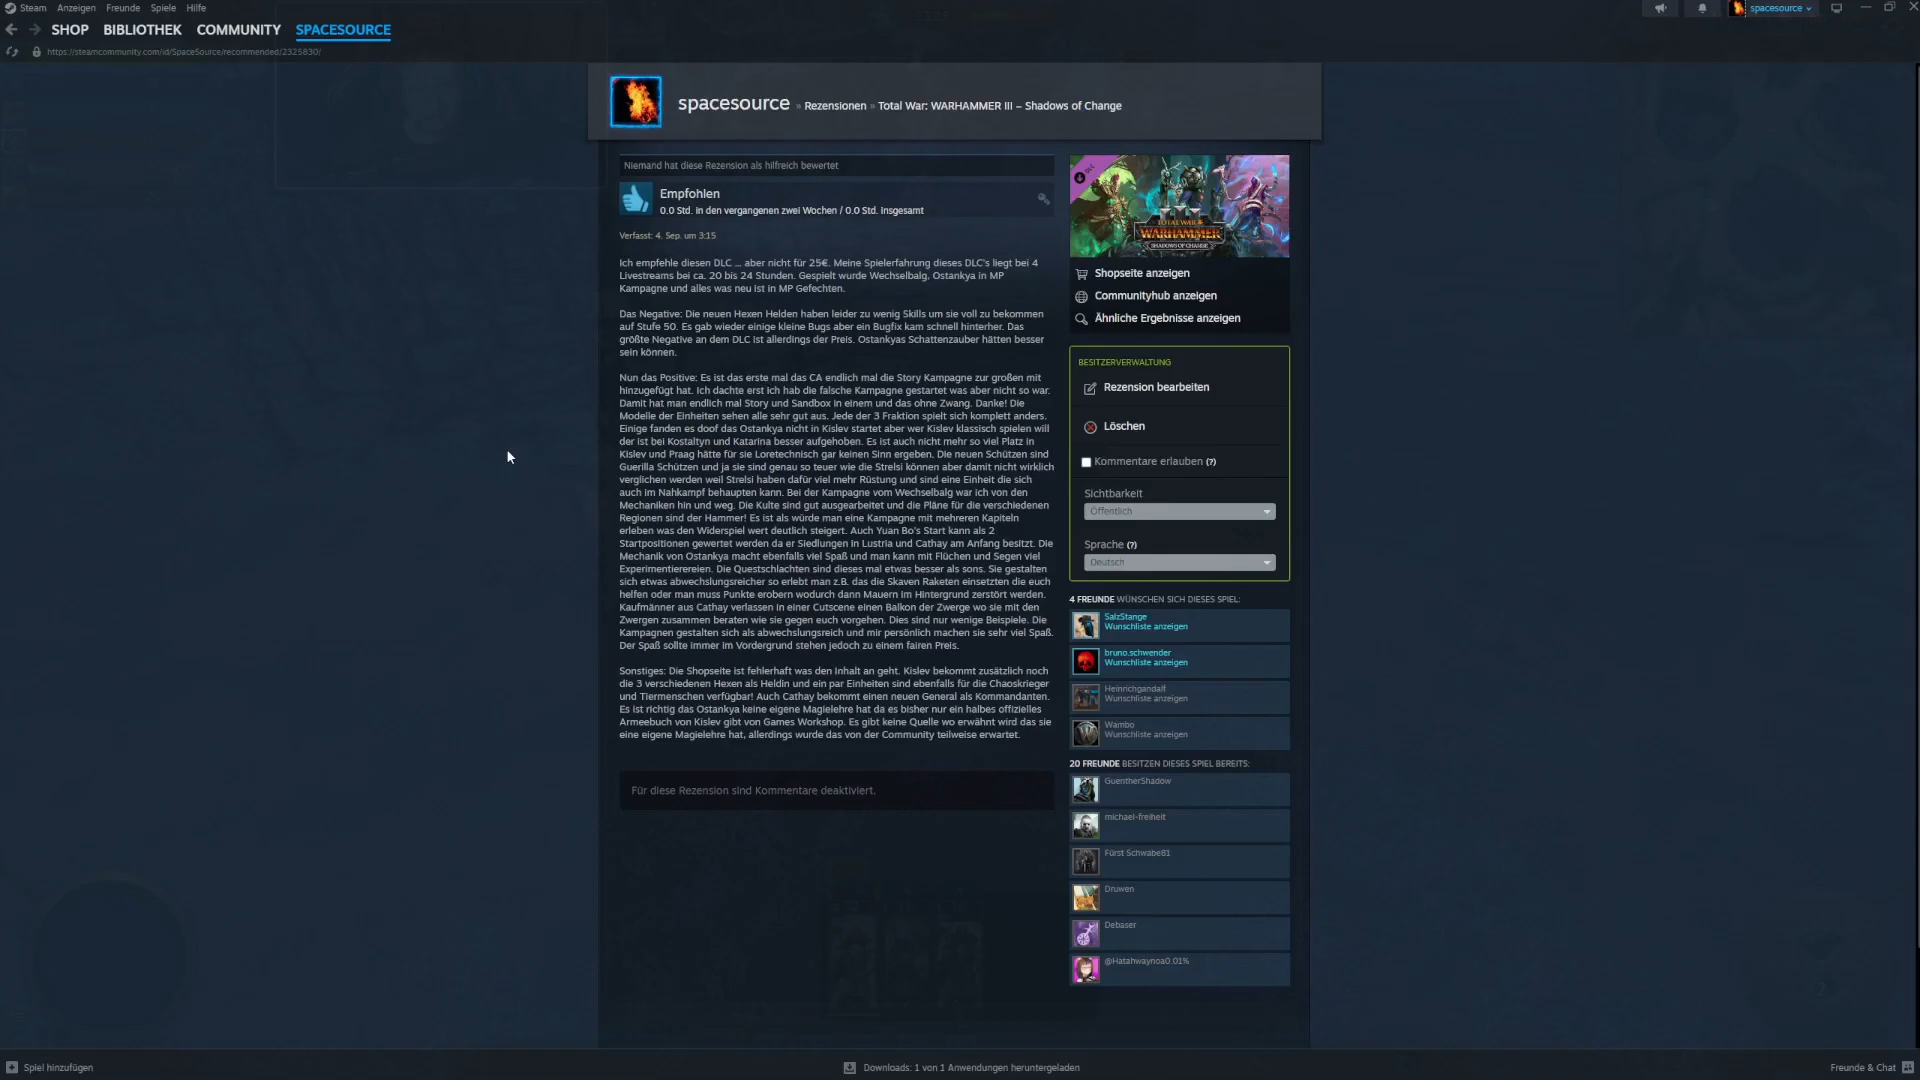 Steam Anzeigen Freunde Spiele Hilfe
spacesource
SHOP BIBLIOTHEK COMMUNITY SPACESOURCE
https://steamcommunity.com/id/SpaceSource/recommended/2325830/
spacesource » Rezensionen » Total War: WARHAMMER III – Shadows of Change
Niemand hat diese Rezension als hilfreich bewertet
Empfohlen
0.0 Std. in den vergangenen zwei Wochen / 0.0 Std. insgesamt
Verfasst: 4. Sep. um 3:15
Ich empfehle diesen DLC ... aber nicht für 25€. Meine Spielerfahrung dieses DLC's liegt bei 4
Livestreams bei ca. 20 bis 24 Stunden. Gespielt wurde Wechselbalg, Ostankya in MP
Kampagne und alles was neu ist in MP Gefechten.
Das Negative: Die neuen Hexen Helden haben leider zu wenig Skills um sie voll zu bekommen
auf Stufe 50. Es gab wieder einige kleine Bugs aber ein Bugfix kam schnell hinterher. Das
größte Negative an dem DLC ist allerdings der Preis. Ostankyas Schattenzauber hätten besser
sein können.
Nun das Positive: Es ist das erste mal das CA endlich mal die Story Kampagne zur großen mit
hinzugefügt hat. Ich dachte erst ich hab die falsche Kampagne gestartet was aber nicht so war.
Damit hat man endlich mal Story und Sandbox in einem und das ohne Zwang. Danke! Die
Modelle der Einheiten sehen alle sehr gut aus. Jede der 3 Fraktion spielt sich komplett anders.
Einige fanden es doof das Ostankya nicht in Kislev startet aber wer Kislev klassisch spielen will
der ist bei Kostaltyn und Katarina besser aufgehoben. Es ist auch nicht mehr so viel Platz in
Kislev und Praag hätte für sie Loretechnisch gar keinen Sinn ergeben. Die neuen Schützen sind
Guerilla Schützen und ja sie sind genau so teuer wie die Strelsi können aber damit nicht wirklich
verglichen werden weil Strelsi haben dafür viel mehr Rüstung und sind eine Einheit die sich
auch im Nahkampf behaupten kann. Bei der Kampagne vom Wechselbalg war ich von den
Mechaniken hin und weg. Die Kulte sind gut ausgearbeitet und die Pläne für die verschiedenen
Regionen sind der Hammer! Es ist als würde man eine Kampagne mit mehreren Kapiteln
erleben was den Widerspiel wert deutlich steigert. Auch Yuan Bo's Start kann als 2
Startpositionen gewertet werden da er Siedlungen in Lustria und Cathay am Anfang besitzt. Die
Mechanik von Ostankya macht ebenfalls viel Spaß und man kann mit Flüchen und Segen viel
Experimentierereien. Die Questschlachten sind dieses mal etwas besser als sons. Sie gestalten
sich etwas abwechslungsreicher so erlebt man z.B. das die Skaven Raketen einsetzten die euch
helfen oder man muss Punkte erobern wodurch dann Mauern im Hintergrund zerstört werden.
Kaufmänner aus Cathay verlassen in einer Cutscene einen Balkon der Zwerge wo sie mit den
Zwergen zusammen beraten wie sie gegen euch vorgehen. Dies sind nur wenige Beispiele. Die
Kampagnen gestalten sich als abwechslungsreich und mir persönlich machen sie sehr viel Spaß.
Der Spaß sollte immer im Vordergrund stehen jedoch zu einem fairen Preis.
Sonstiges: Die Shopseite ist fehlerhaft was den Inhalt an geht. Kislev bekommt zusätzlich noch
die 3 verschiedenen Hexen als Heldin und ein par Einheiten sind ebenfalls für die Chaoskrieger
und Tiermenschen verfügbar! Auch Cathay bekommt einen neuen General als Kommandanten.
Es ist richtig das Ostankya keine eigene Magielehre hat da es bisher nur ein halbes offizielles
Armeebuch von Kislev gibt von Games Workshop. Es gibt keine Quelle wo erwähnt wird das sie
eine eigene Magielehre hat, allerdings wurde das von der Community teilweise erwartet.
Für diese Rezension sind Kommentare deaktiviert.
DLC
TOTAL WAR
WARHAMMER
III
SHADOWS OF CHANGE
Shopseite anzeigen
Communityhub anzeigen
Ähnliche Ergebnisse anzeigen
BESITZERVERWALTUNG
Rezension bearbeiten
Löschen
Kommentare erlauben (?)
Sichtbarkeit
Öffentlich
Sprache (?)
Deutsch
4 FREUNDE WÜNSCHEN SICH DIESES SPIEL:
SalzStange
Wunschliste anzeigen
bruno.schwender
Wunschliste anzeigen
Heinrichgandalf
Wunschliste anzeigen
Wambo
Wunschliste anzeigen
20 FREUNDE BESITZEN DIESES SPIEL BEREITS:
GuentherShadow
michael-freiheit
Fürst Schwabe81
Druwen
Debaser
@Hatahwaynoa0.01%
Spiel hinzufügen
Downloads: 1 von 1 Anwendungen heruntergeladen
Freunde & Chat